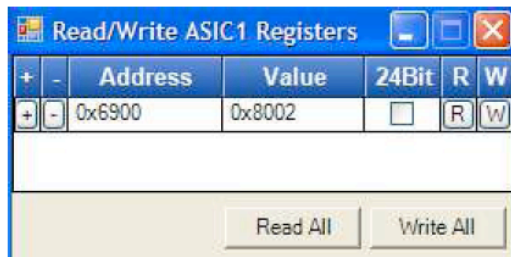 Read/Write ASIC1 Registers
+ - Address Value 24Bit R W
+ - 0x6900 0x8002 R W
Read All Write All